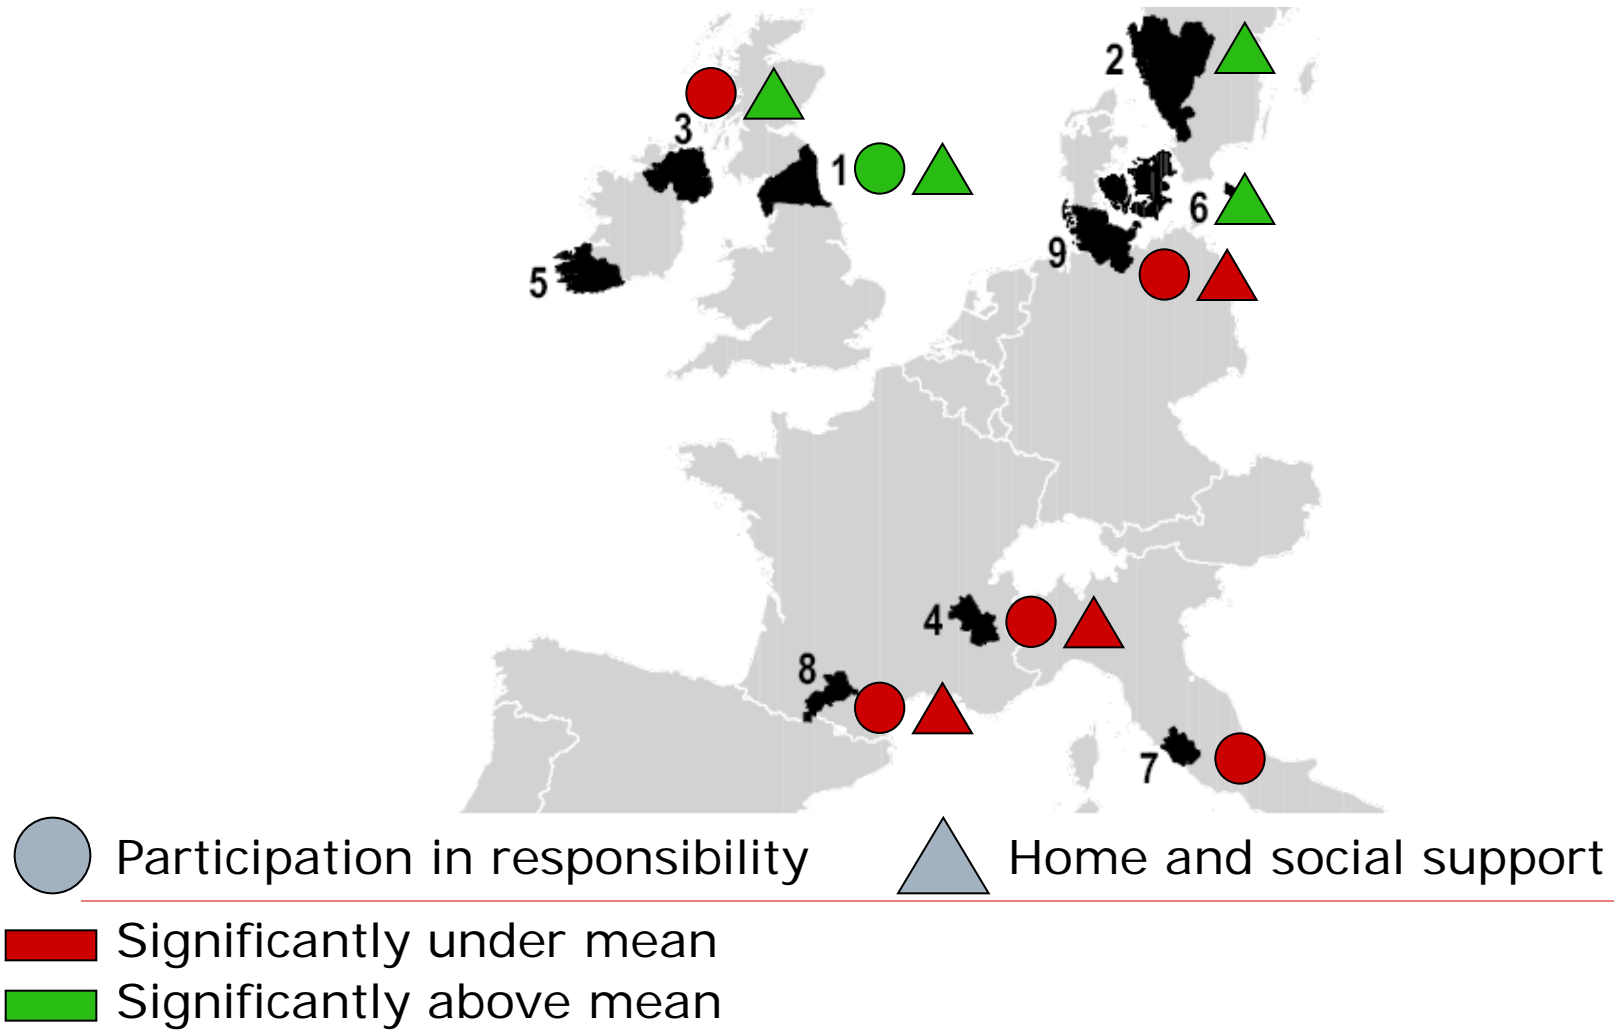 2
3
1
6
9
5
4
8
7
Participation in responsibility
Home and social support
Significantly under mean
Significantly above mean